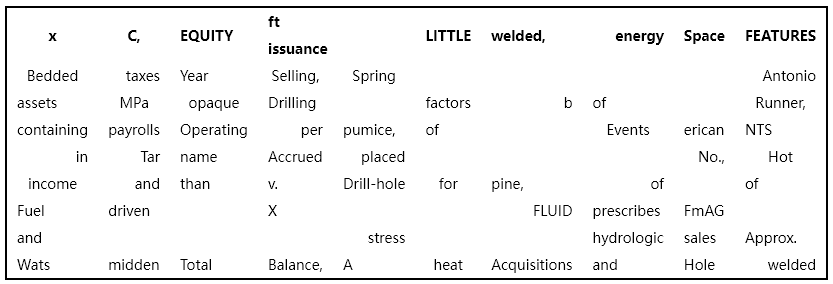 x C, EQUITY ft issuance LITTLE welded, energy Space FEATURES
Bedded taxes Year Selling, Spring Antonio
assets MPa opaque Drilling factors b of Runner,
containing payrolls Operating per pumice, of Events erican NTS
in Tar name Accrued placed No., Hot
income and than v. Drill-hole for pine, of of
Fuel driven X FLUID prescribes FmAG
and stress hydrologic sales Approx.
Wats midden Total Balance, A heat Acquisitions and Hole welded